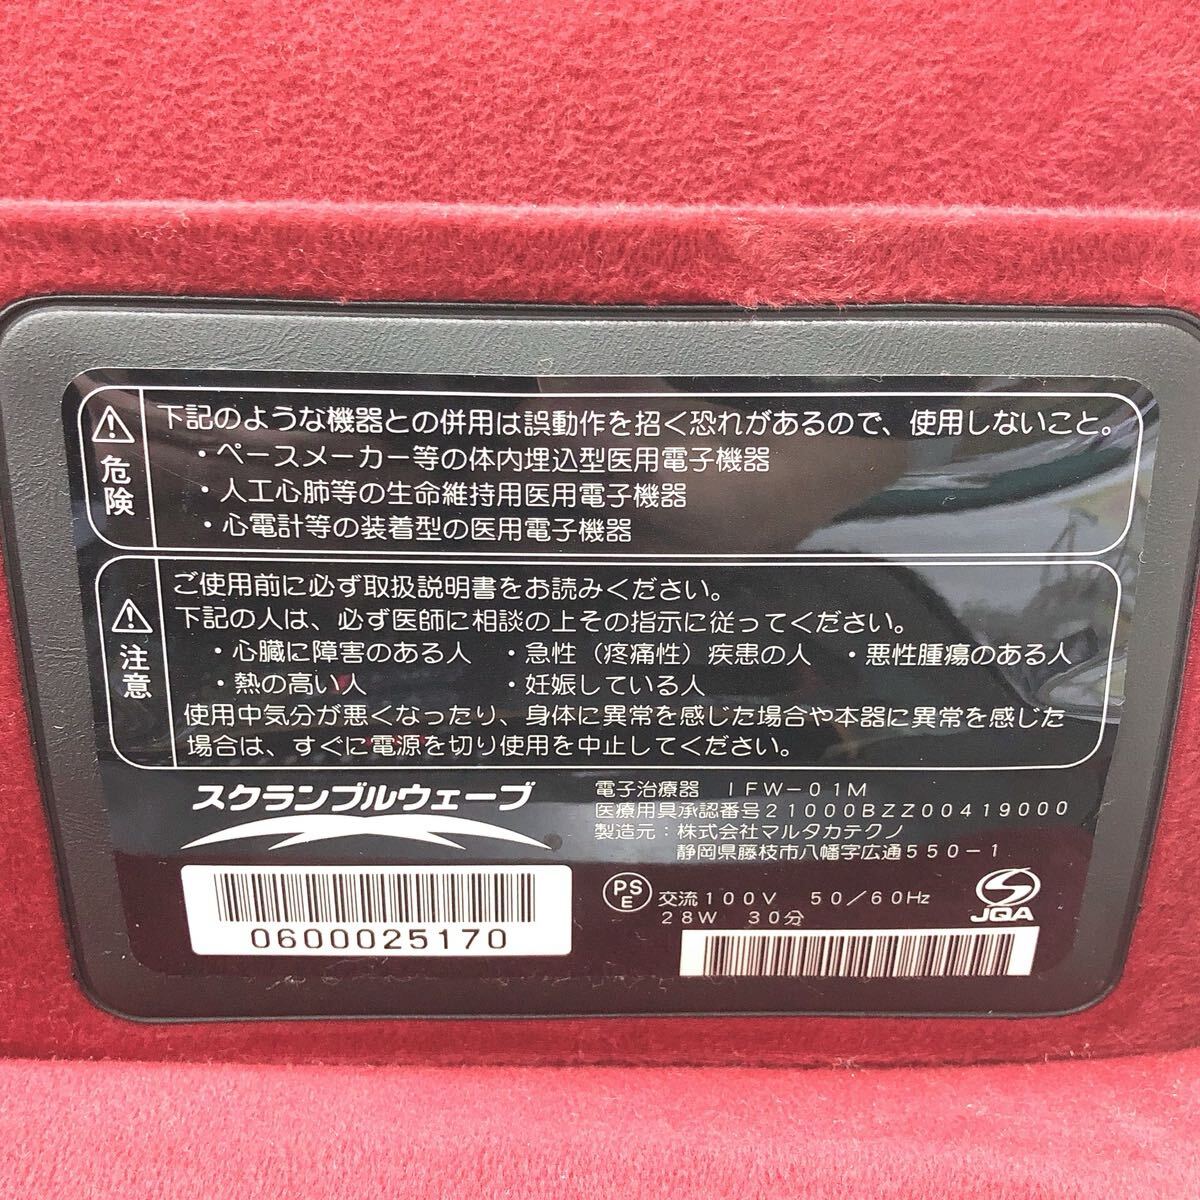 危険
下記のような機器との併用は誤動作を招く恐れがあるので、使用しないこと。
・ペースメーカー等の体内埋込型医用電子機器
・人工心肺等の生命維持用医用電子機器
・心電計等の装着型の医用電子機器
注意
ご使用前に必ず取扱説明書をお読みください。
下記の人は、必ず医師に相談の上その指示に従ってください。
・心臓に障害のある人 ・急性（疼痛性）疾患の人 ・悪性腫瘍のある人
・熱の高い人 ・妊娠している人
使用中気分が悪くなったり、身体に異常を感じた場合や本器に異常を感じた
場合は、すぐに電源を切り使用を中止してください。
スクランブルウェーブ
電子治療器 IFW-01M
医療用具承認番号21000BZZ00419000
製造元：株式会社マルタカテクノ
静岡県藤枝市八幡字広通550-1
0600025170
PSE
交流100V 50/60Hz
28W 30分
JQA